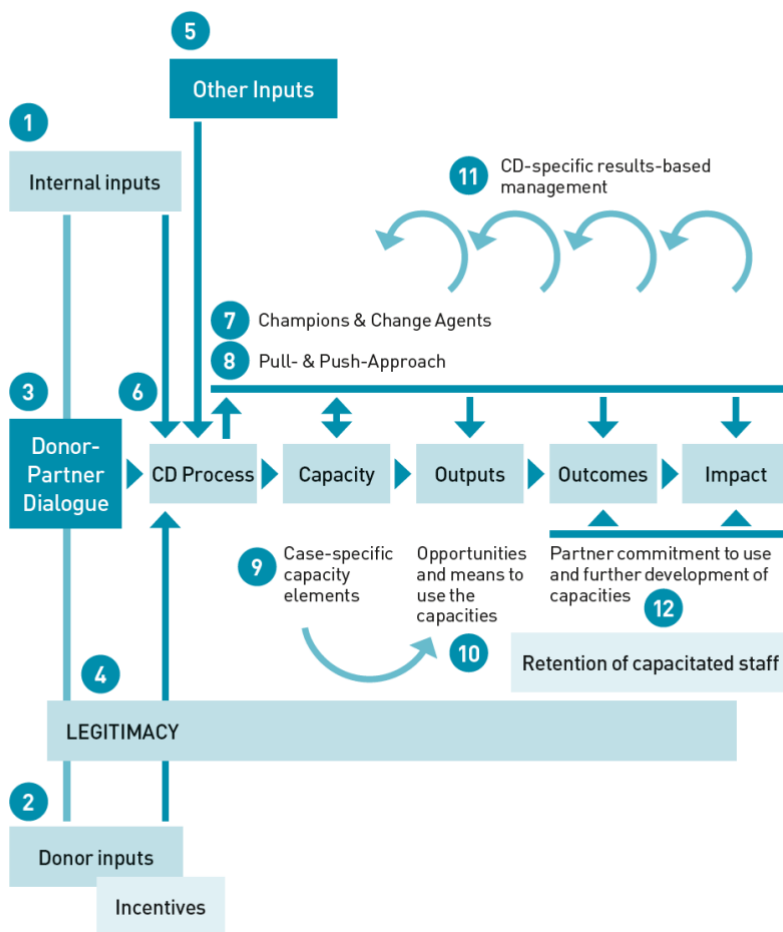 5
Other Inputs
1
Internal inputs
11
CD-specific results-based
management
7
Champions & Change Agents
8
Pull- & Push-Approach
3
6
Donor-
Partner
Dialogue
CD Process
Capacity
Outputs
Outcomes
Impact
9
Case-specific
capacity
elements
Opportunities
and means to
use the
capacities
10
Partner commitment to use
and further development of
capacities
12
Retention of capacitated staff
4
LEGITIMACY
2
Donor inputs
Incentives